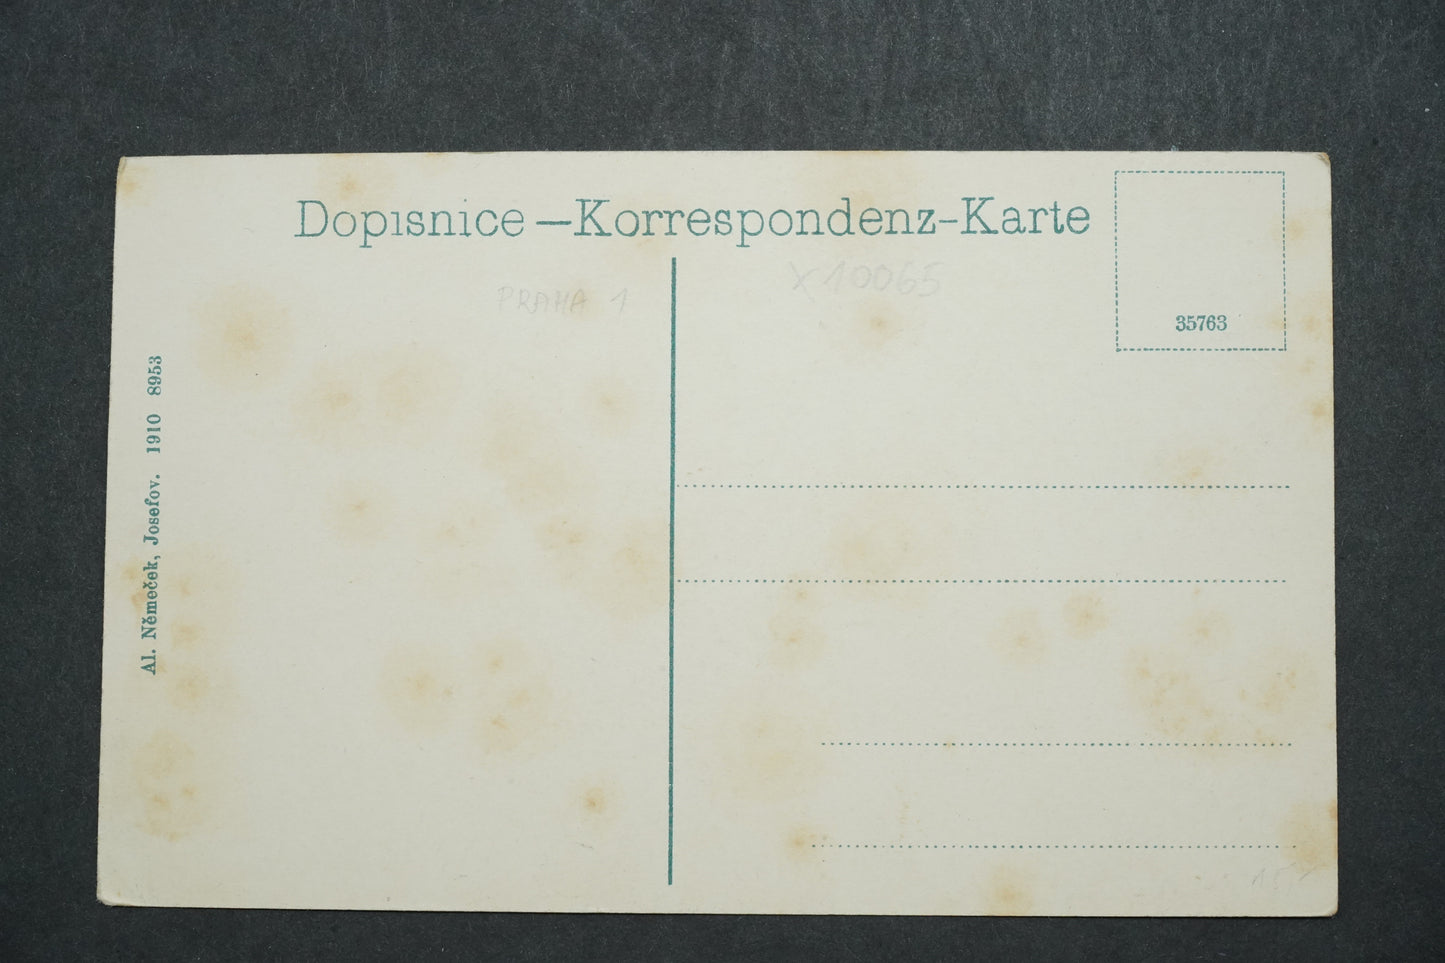 Dopisnice — Korrespondenz-Karte
PRAHA 1
X10065
35763
Al. Němeček, Josefov. 1910 8953